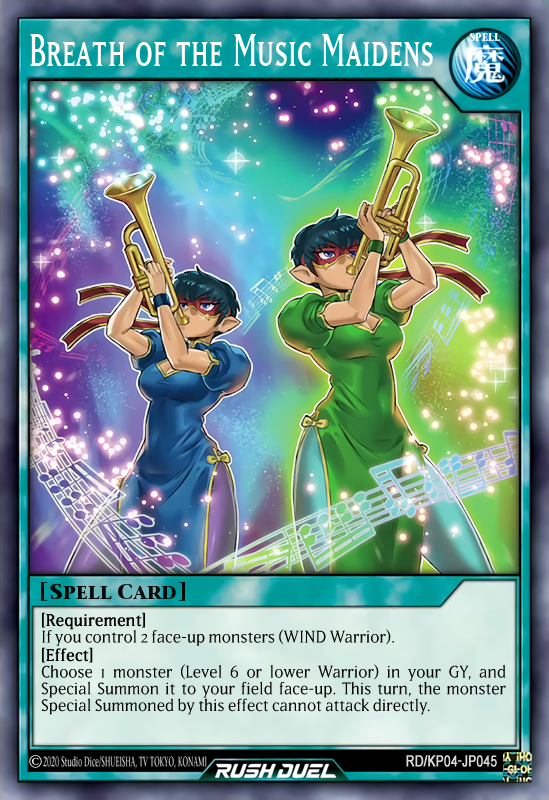 Breath of the Music Maidens
SPELL
魔
[Spell Card]
[Requirement]
If you control 2 face-up monsters (WIND Warrior).
[Effect]
Choose 1 monster (Level 6 or lower Warrior) in your GY, and
Special Summon it to your field face-up. This turn, the monster
Special Summoned by this effect cannot attack directly.
©2020 Studio Dice/SHUEISHA, TV TOKYO, KONAMI
RUSH DUEL
RD/KP04-JP045